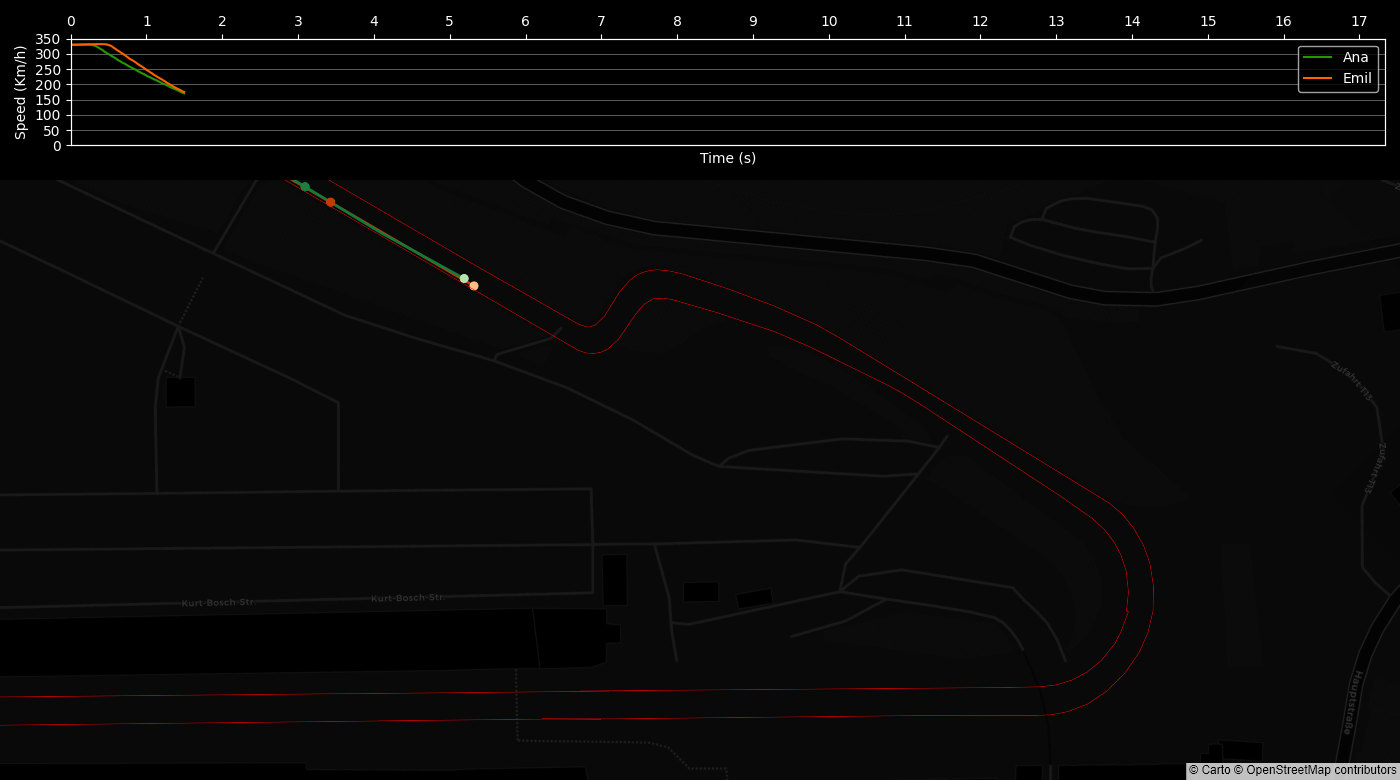 0 1 2 3 4 5 6 7 8 9 10 11 12 13 14 15 16 17
350
300
250
200
150
100
50
0
Speed (Km/h)
Ana
Emil
Time (s)
Zufahrt T15
Zufahrt-T15
Kurt-Bosch-Str.
Kurt-Bosch-Str.
Hauptstraße
© Carto © OpenStreetMap contributors